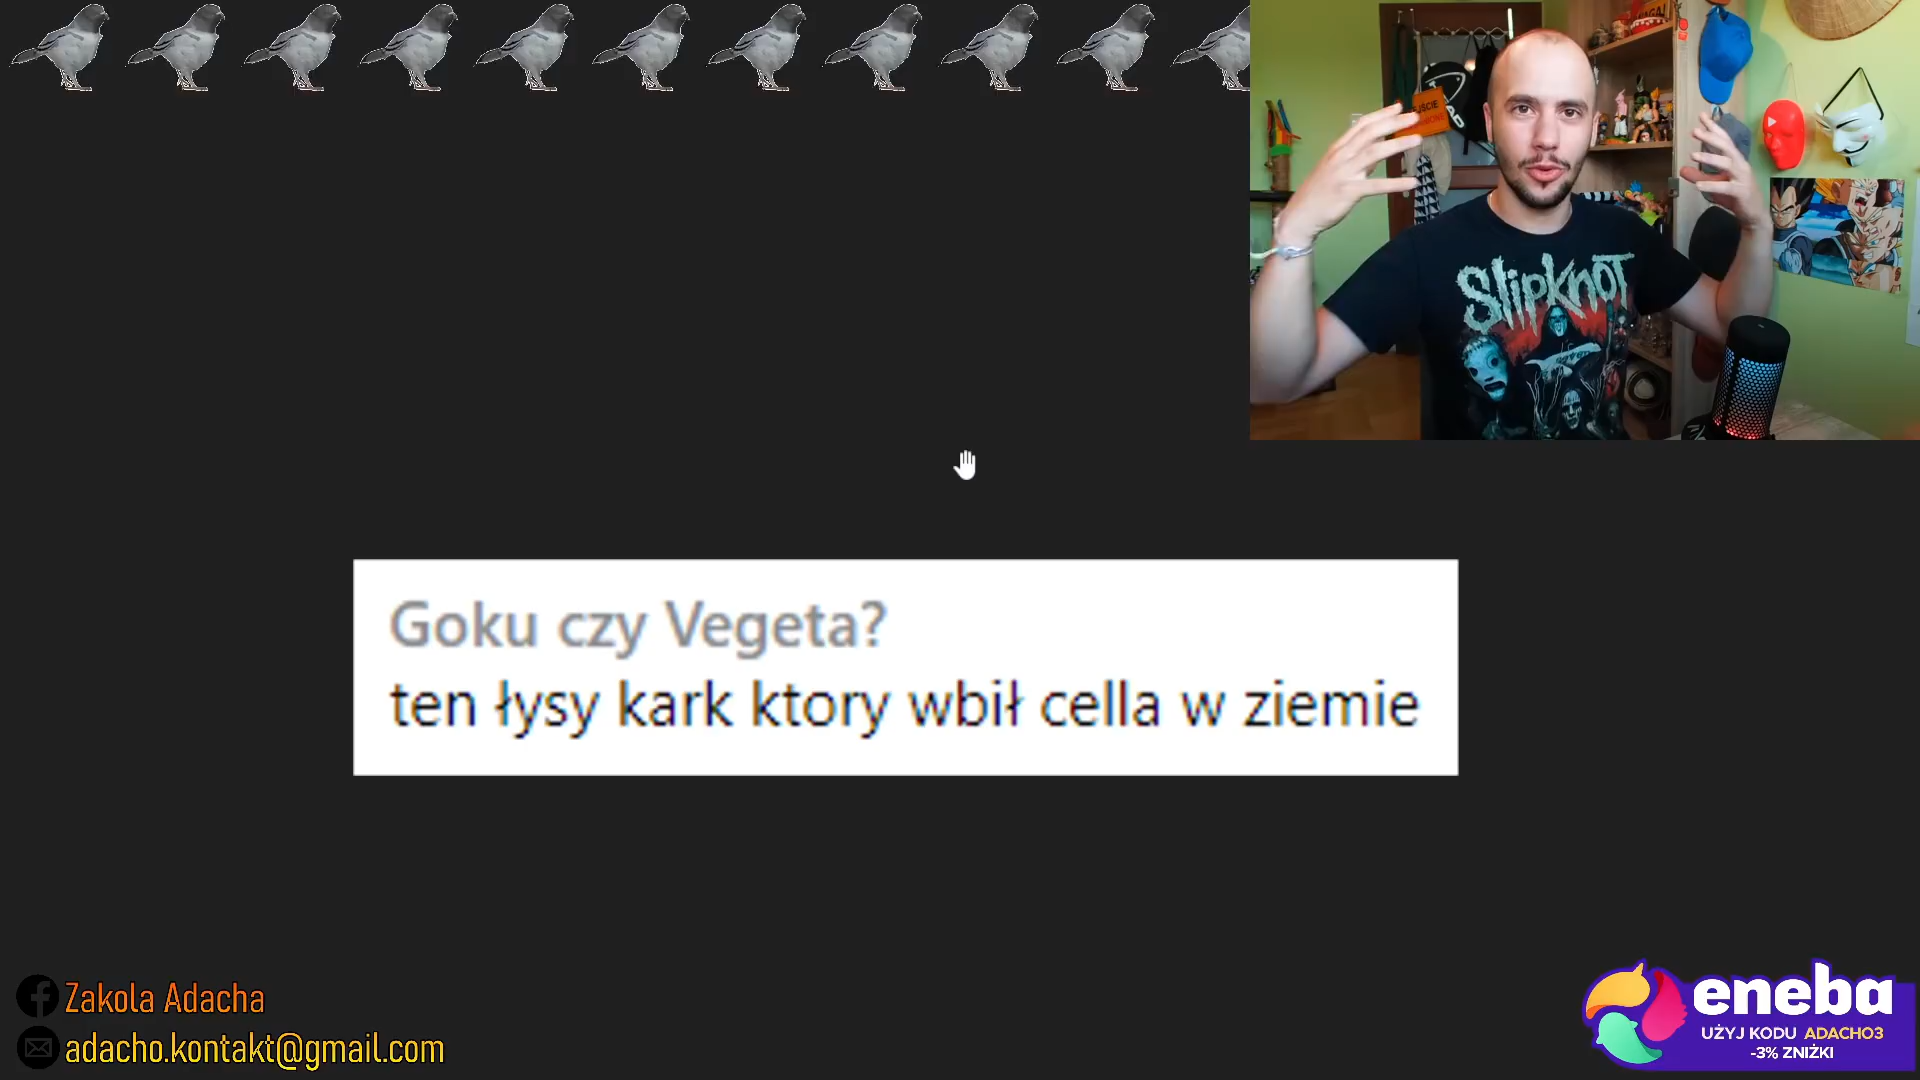 SlipknoT
Goku czy Vegeta?
ten łysy kark ktory wbił cella w ziemie
Zakola Adacha
adacho.kontakt@gmail.com
eneba
UŻYJ KODU ADACHO3
-3% ZNIŻKI